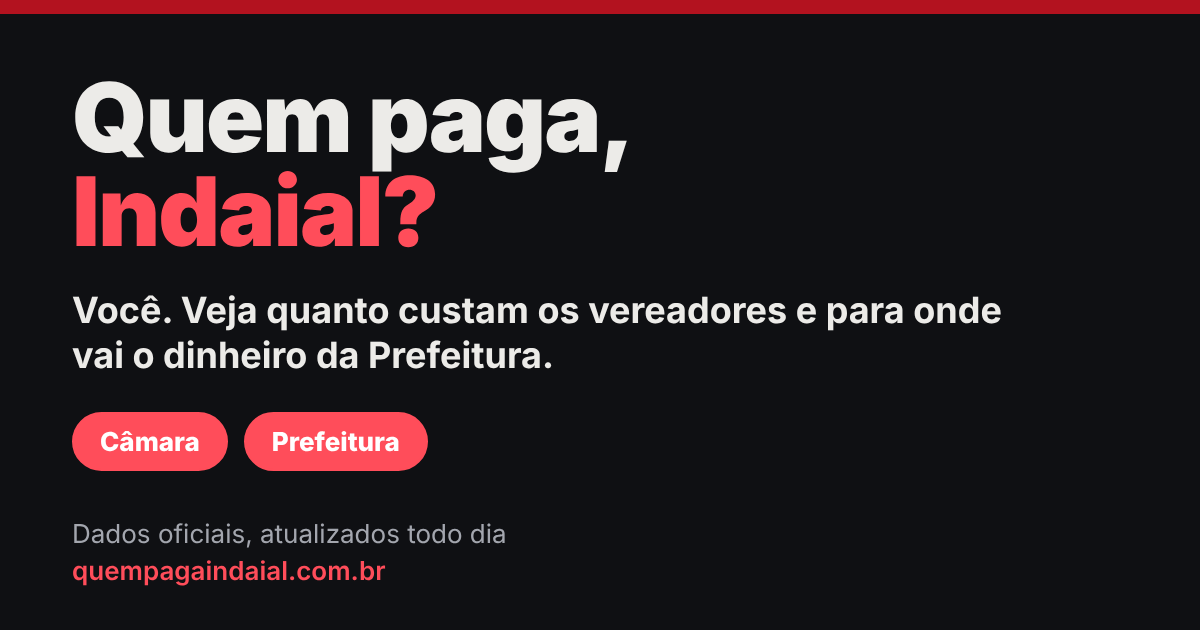 Quem paga,
Indaial?
Você. Veja quanto custam os vereadores e para onde
vai o dinheiro da Prefeitura.
Câmara
Prefeitura
Dados oficiais, atualizados todo dia
quempagaindaial.com.br